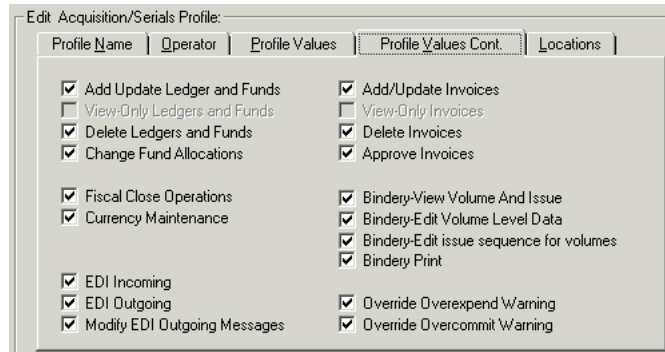 Edit Acquisition/Serials Profile:
Profile Name
Operator
Profile Values
Profile Values Cont.
Locations
Add Update Ledger and Funds
View-Only Ledgers and Funds
Delete Ledgers and Funds
Change Fund Allocations
Fiscal Close Operations
Currency Maintenance
EDI Incoming
EDI Outgoing
Modify EDI Outgoing Messages
Add/Update Invoices
View-Only Invoices
Delete Invoices
Approve Invoices
Bindery-View Volume And Issue
Bindery-Edit Volume Level Data
Bindery-Edit issue sequence for volumes
Bindery Print
Override Overexpend Warning
Override Overcommit Warning